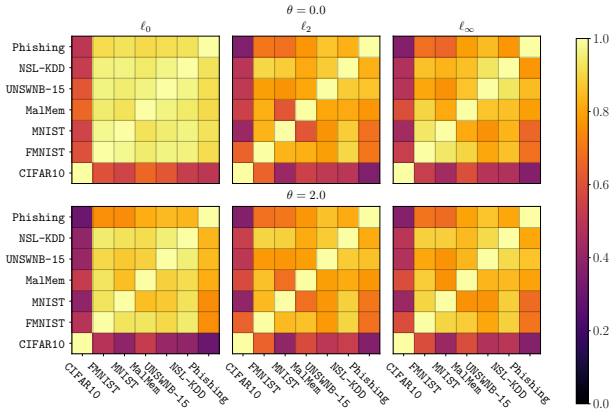 θ = 0.0
ℓ0 ℓ2 ℓ∞
Phishing
NSL-KDD
UNSWNB-15
MalMem
MNIST
FMNIST
CIFAR10
θ = 2.0
Phishing
NSL-KDD
UNSWNB-15
MalMem
MNIST
FMNIST
CIFAR10
CIFAR10 FMNIST MNIST MalMem UNSWNB-15 NSL-KDD Phishing
CIFAR10 FMNIST MNIST MalMem UNSWNB-15 NSL-KDD Phishing
CIFAR10 FMNIST MNIST MalMem UNSWNB-15 NSL-KDD Phishing
1.0
0.8
0.6
0.4
0.2
0.0